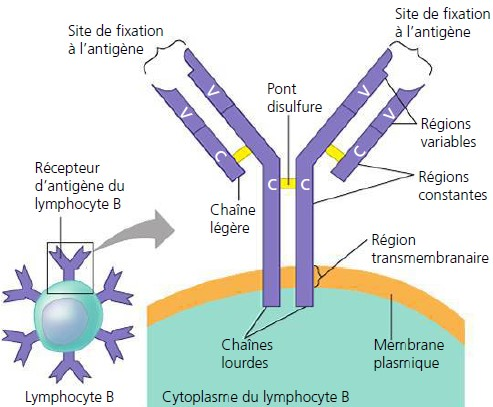 Site de fixation
à l'antigène
Site de fixation
à l'antigène
V
V
V
V
Pont
disulfure
Régions
variables
C
C
C
C
Récepteur
d'antigène du
lymphocyte B
Chaîne
légère
Régions
constantes
Région
transmembranaire
Chaînes
lourdes
Membrane
plasmique
Lymphocyte B
Cytoplasme du lymphocyte B